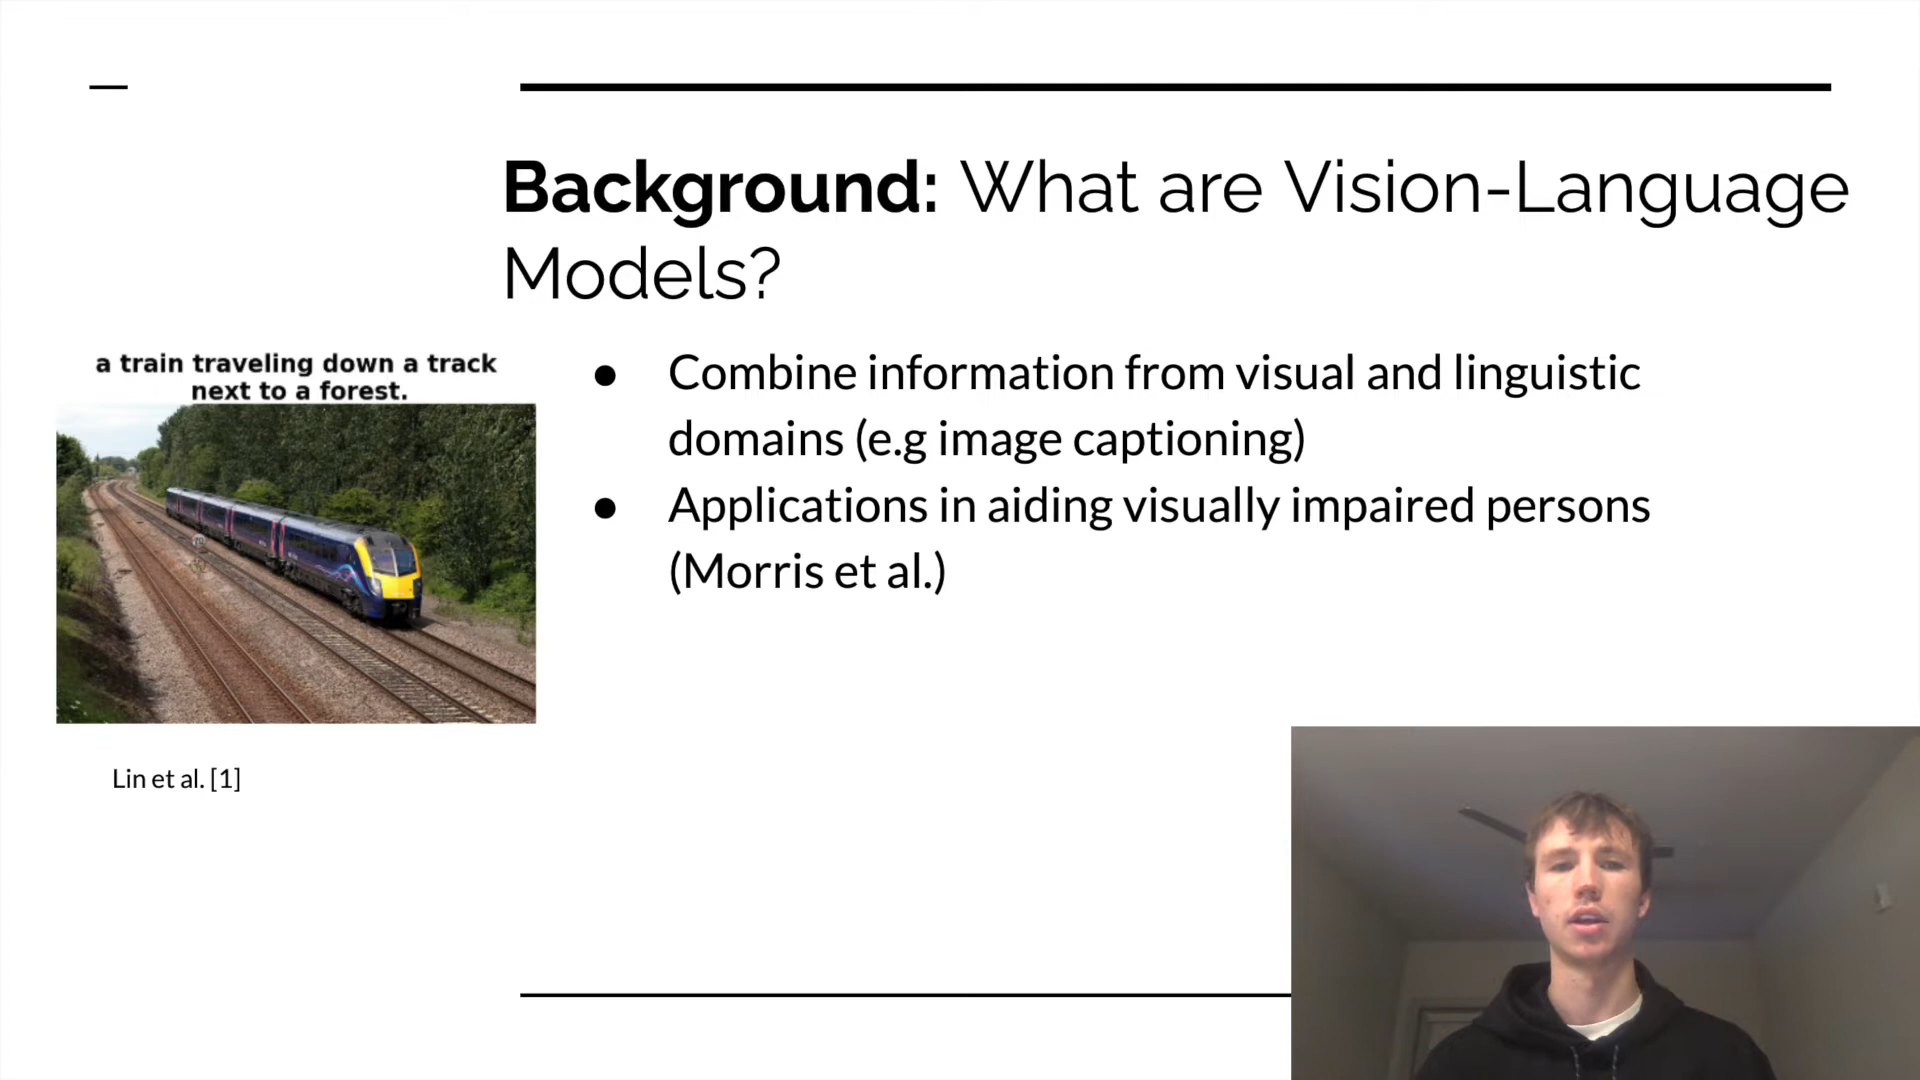 Background: What are Vision-Language
Models?
a train traveling down a track
next to a forest.
● Combine information from visual and linguistic
domains (e.g image captioning)
● Applications in aiding visually impaired persons
(Morris et al.)
Lin et al. [1]